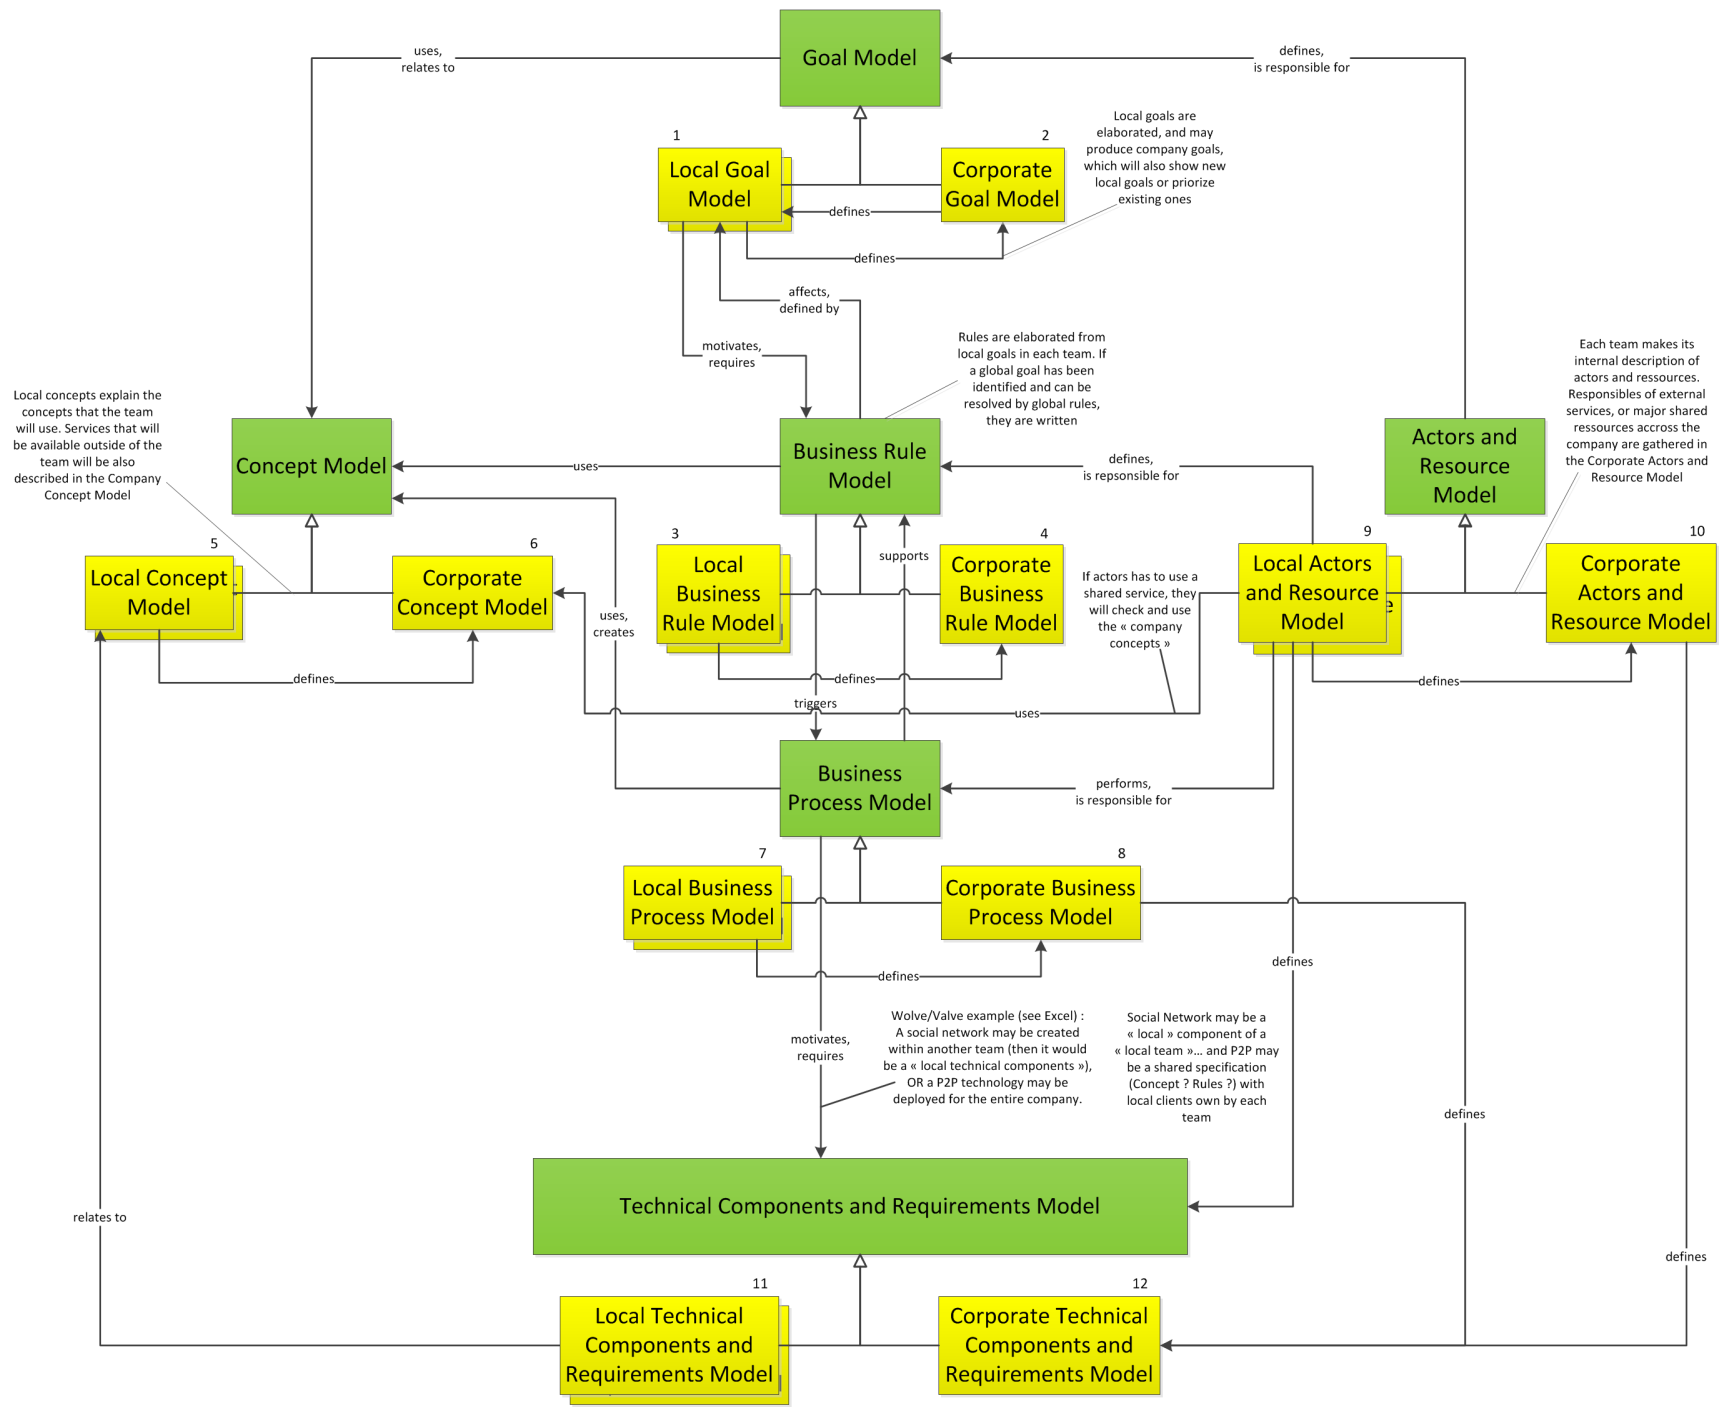 Goal Model
uses,
relates to
defines,
is responsible for
Local goals are
elaborated, and may
produce company goals,
which will also show new
local goals or priorize
existing ones
1
Local Goal
Model
2
Corporate
Goal Model
defines
defines
affects,
defined by
motivates,
requires
Rules are elaborated from
local goals in each team. If
a global goal has been
identified and can be
resolved by global rules,
they are written
Each team makes its
internal description of
actors and ressources.
Responsibles of external
services, or major shared
ressources accross the
company are gathered in
the Corporate Actors and
Resource Model
Local concepts explain the
concepts that the team
will use. Services that will
be available outside of the
team will be also
described in the Company
Concept Model
Concept Model
uses
Business Rule
Model
defines,
is repsonsible for
Actors and
Resource
Model
5
Local Concept
Model
6
Corporate
Concept Model
defines
uses,
creates
3
Local
Business
Rule Model
4
Corporate
Business
Rule Model
supports
defines
triggers
If actors has to use a
shared service, they
will check and use
the « company
concepts »
uses
9
Local Actors
and Resource
Model
e
10
Corporate
Actors and
Resource Model
defines
Business
Process Model
performs,
is responsible for
7
Local Business
Process Model
8
Corporate Business
Process Model
defines
defines
motivates,
requires
Wolve/Valve example (see Excel) :
A social network may be created
within another team (then it would
be a « local technical components »),
OR a P2P technology may be
deployed for the entire company.
Social Network may be a
« local » component of a
« local team »... and P2P may
be a shared specification
(Concept ? Rules ?) with
local clients own by each
team
defines
Technical Components and Requirements Model
relates to
defines
11
Local Technical
Components and
Requirements Model
12
Corporate Technical
Components and
Requirements Model